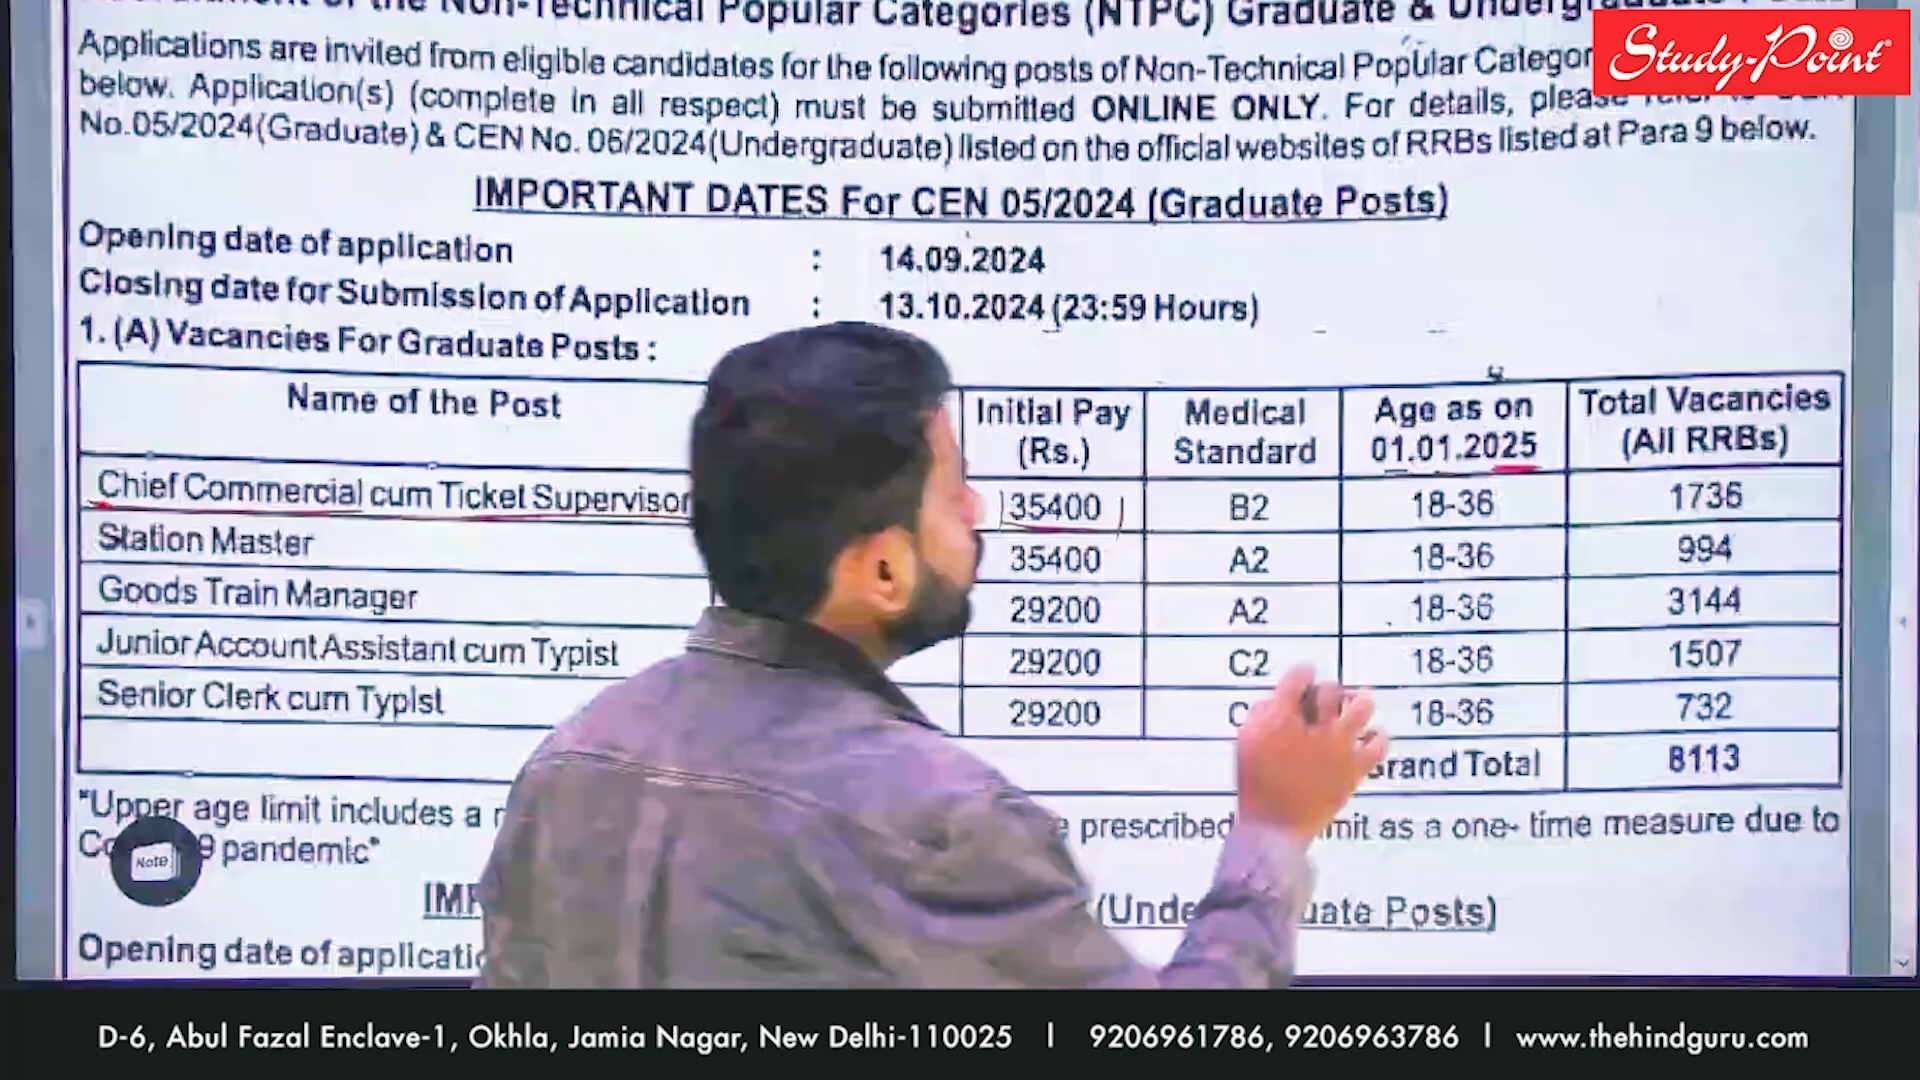 the Non-Technical Popular Categories (NTPC) Graduate &
Study-Point
Applications are invited from eligible candidates for the following posts of Non-Technical Popular
below. Application(s) (complete in all respect) must be submitted ONLINE ONLY. For details, please
No.05/2024(Graduate) & CEN No. 06/2024(Undergraduate) listed on the official websites of RRBs listed at Para 9 below.
IMPORTANT DATES For CEN 05/2024 (Graduate Posts)
Opening date of application : 14.09.2024
Closing date for Submission of Application : 13.10.2024 (23:59 Hours)
1. (A) Vacancies For Graduate Posts :
Name of the Post Initial Pay (Rs.) Medical Standard Age as on 01.01.2025 Total Vacancies (All RRBs)
Chief Commercial cum Ticket Supervisor 35400 B2 18-36 1736
Station Master 35400 A2 18-36 994
Goods Train Manager 29200 A2 18-36 3144
Junior Account Assistant cum Typist 29200 C2 18-36 1507
Senior Clerk cum Typist 29200 18-36 732
Grand Total 8113
"Upper age limit includes a prescribed as a one- time measure due to
pandemic"
Note
Posts)
Opening date of
D-6, Abul Fazal Enclave-1, Okhla, Jamia Nagar, New Delhi-110025 | 9206961786, 9206963786 | www.thehindguru.com